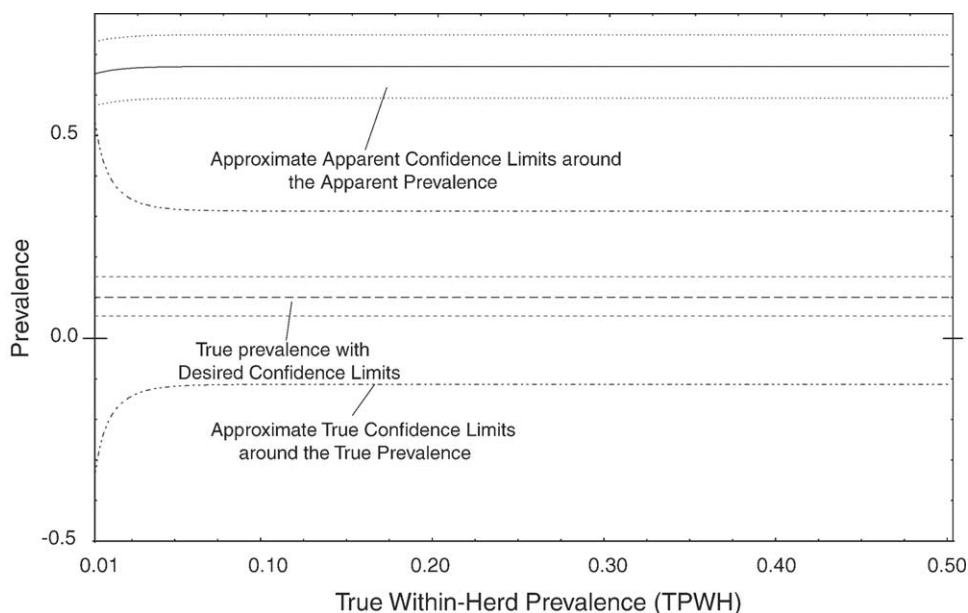 0.5
Approximate Apparent Confidence Limits around
the Apparent Prevalence
Prevalence
0.0
True prevalence with
Desired Confidence Limits
Approximate True Confidence Limits
around the True Prevalence
-0.5
0.01 0.10 0.20 0.30 0.40 0.50
True Within-Herd Prevalence (TPWH)